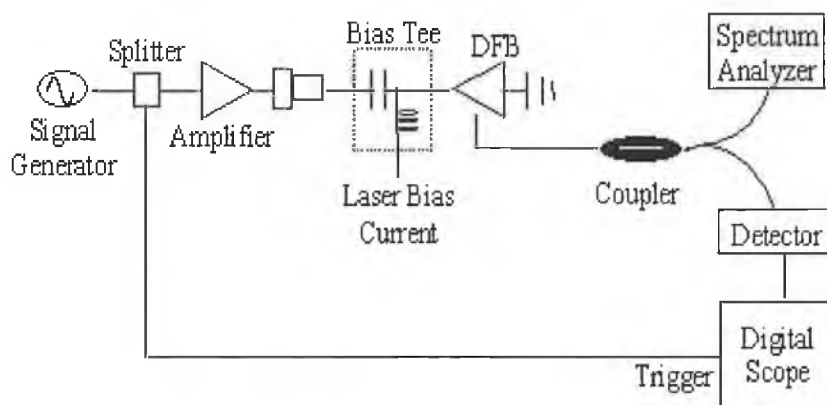 Bias Tee
DFB
Spectrum
Analyzer
Splitter
Signal
Generator
Amplifier
Laser Bias
Current
Coupler
Detector
Digital
Scope
Trigger